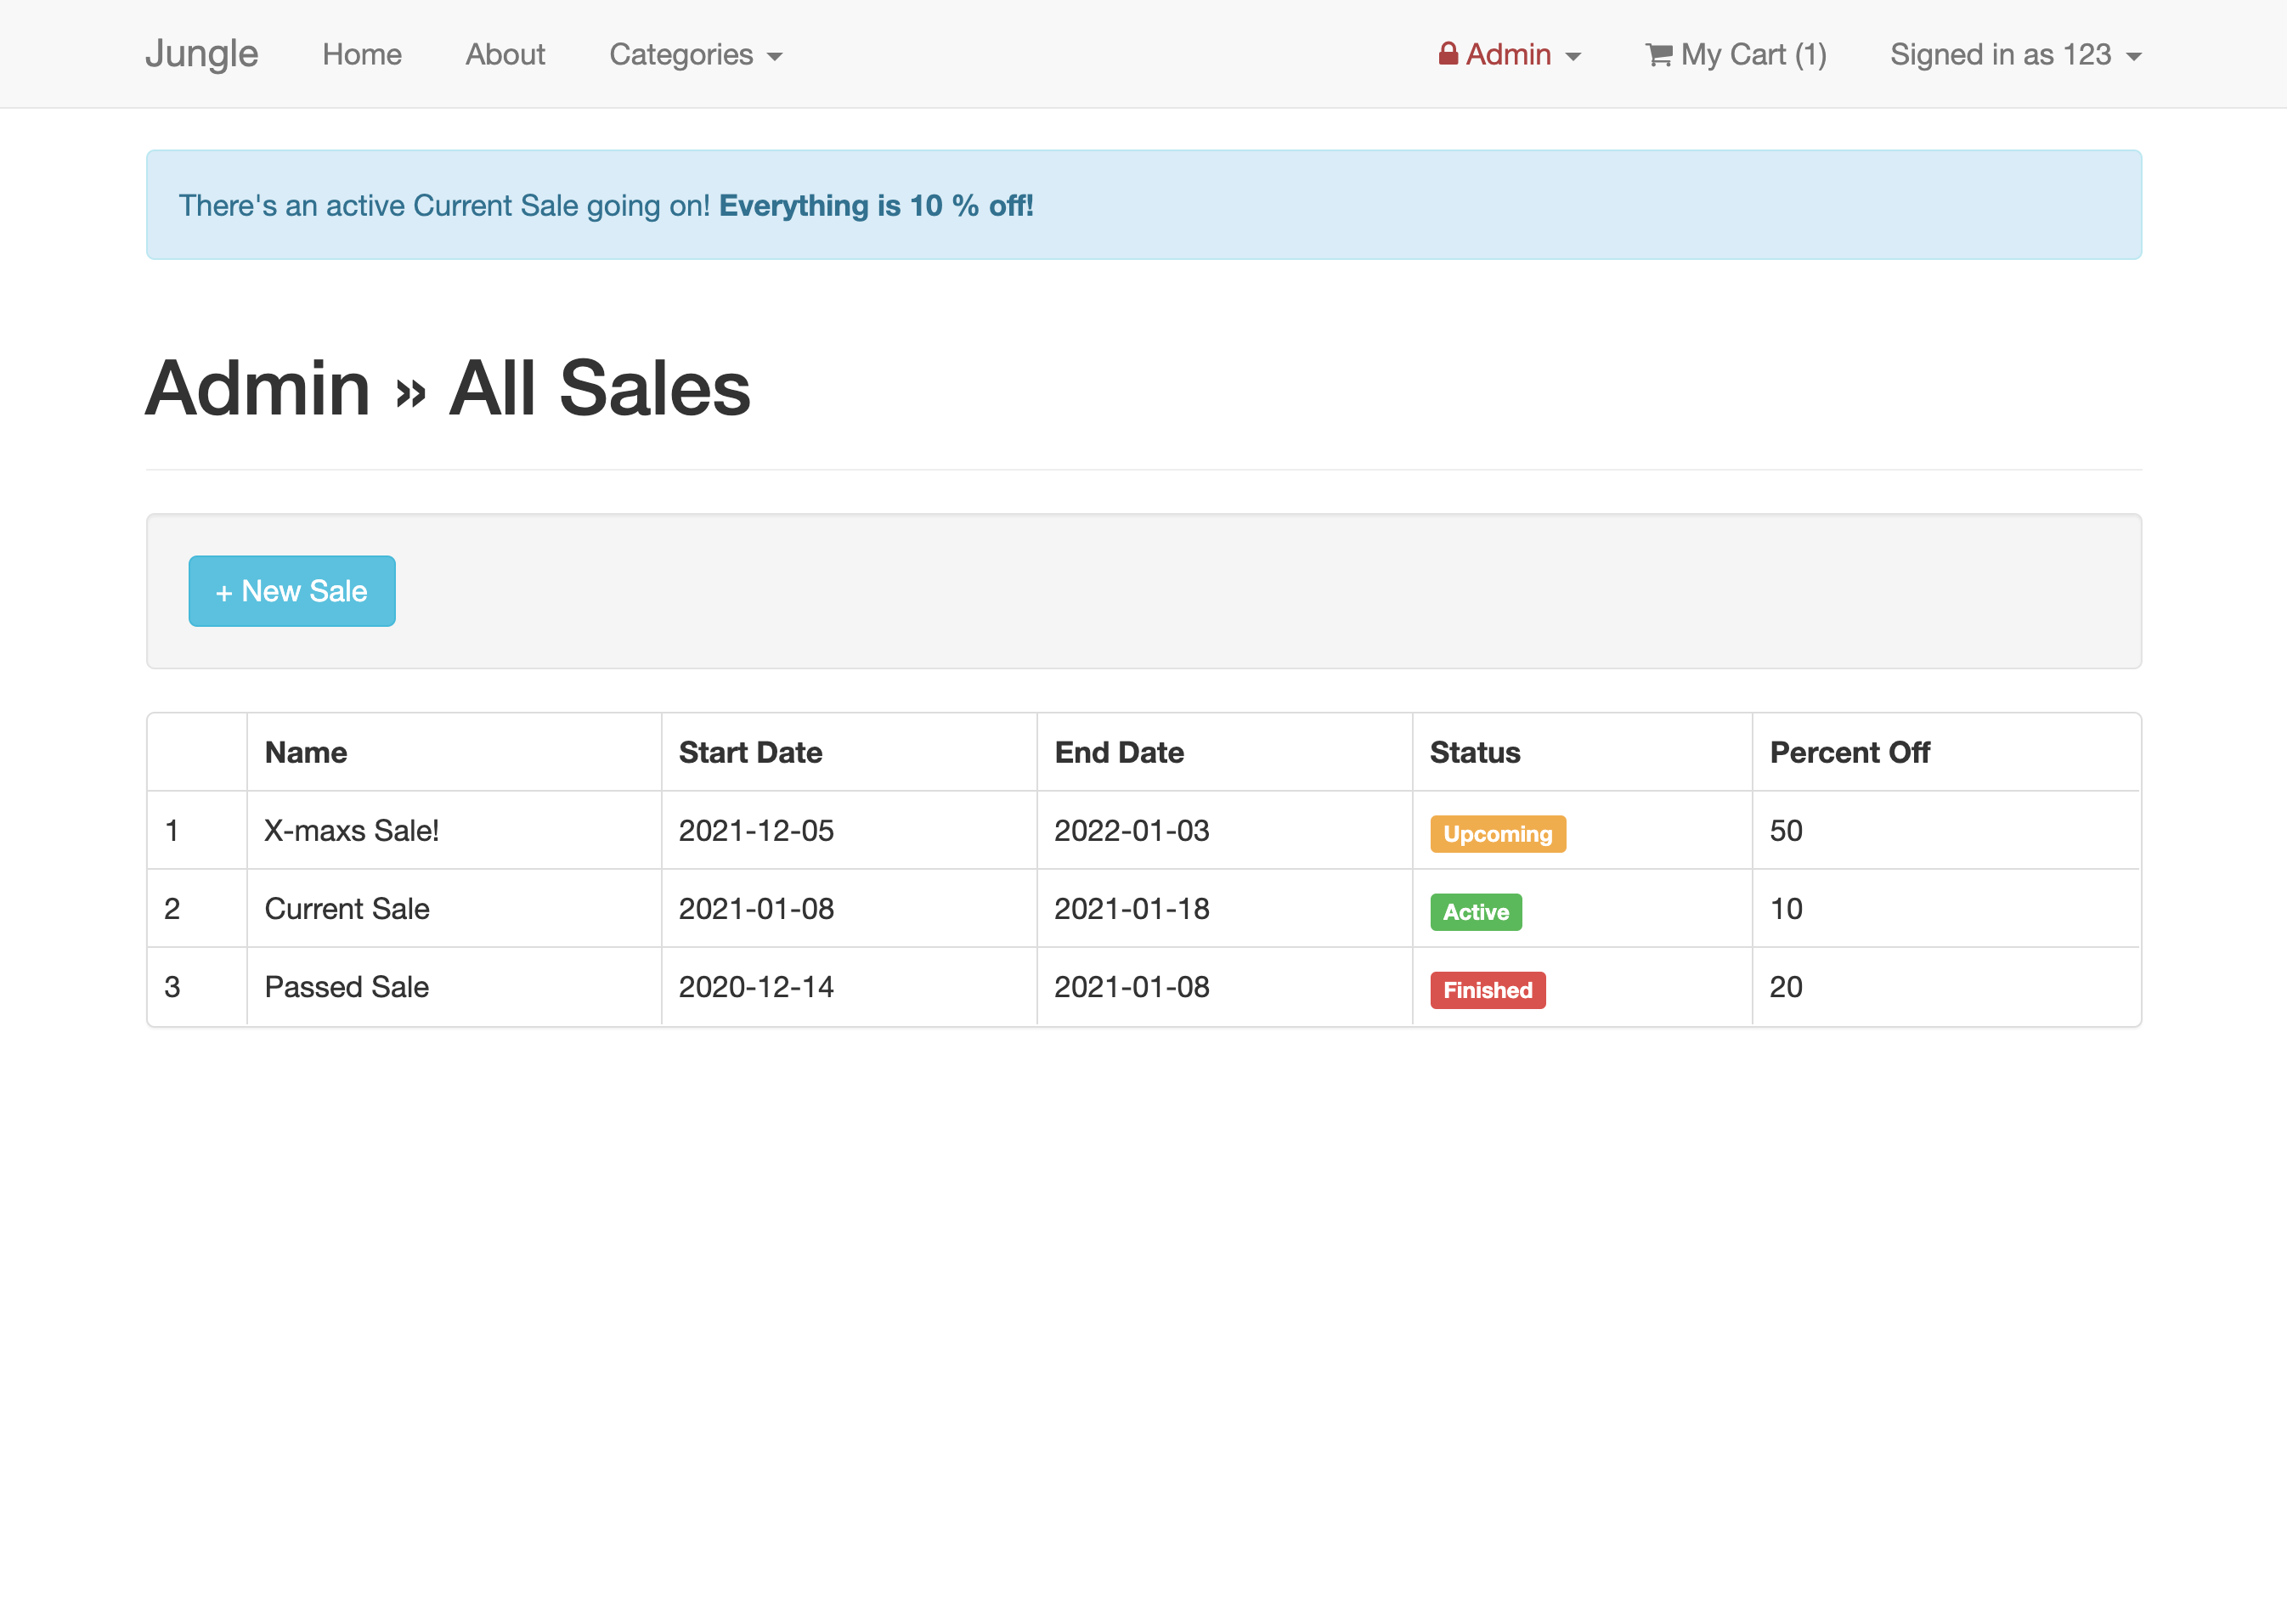 Jungle Home About Categories Admin My Cart (1) Signed in as 123
There's an active Current Sale going on! Everything is 10 % off!
Admin » All Sales
+ New Sale
Name Start Date End Date Status Percent Off
1 X-maxs Sale! 2021-12-05 2022-01-03 Upcoming 50
2 Current Sale 2021-01-08 2021-01-18 Active 10
3 Passed Sale 2020-12-14 2021-01-08 Finished 20